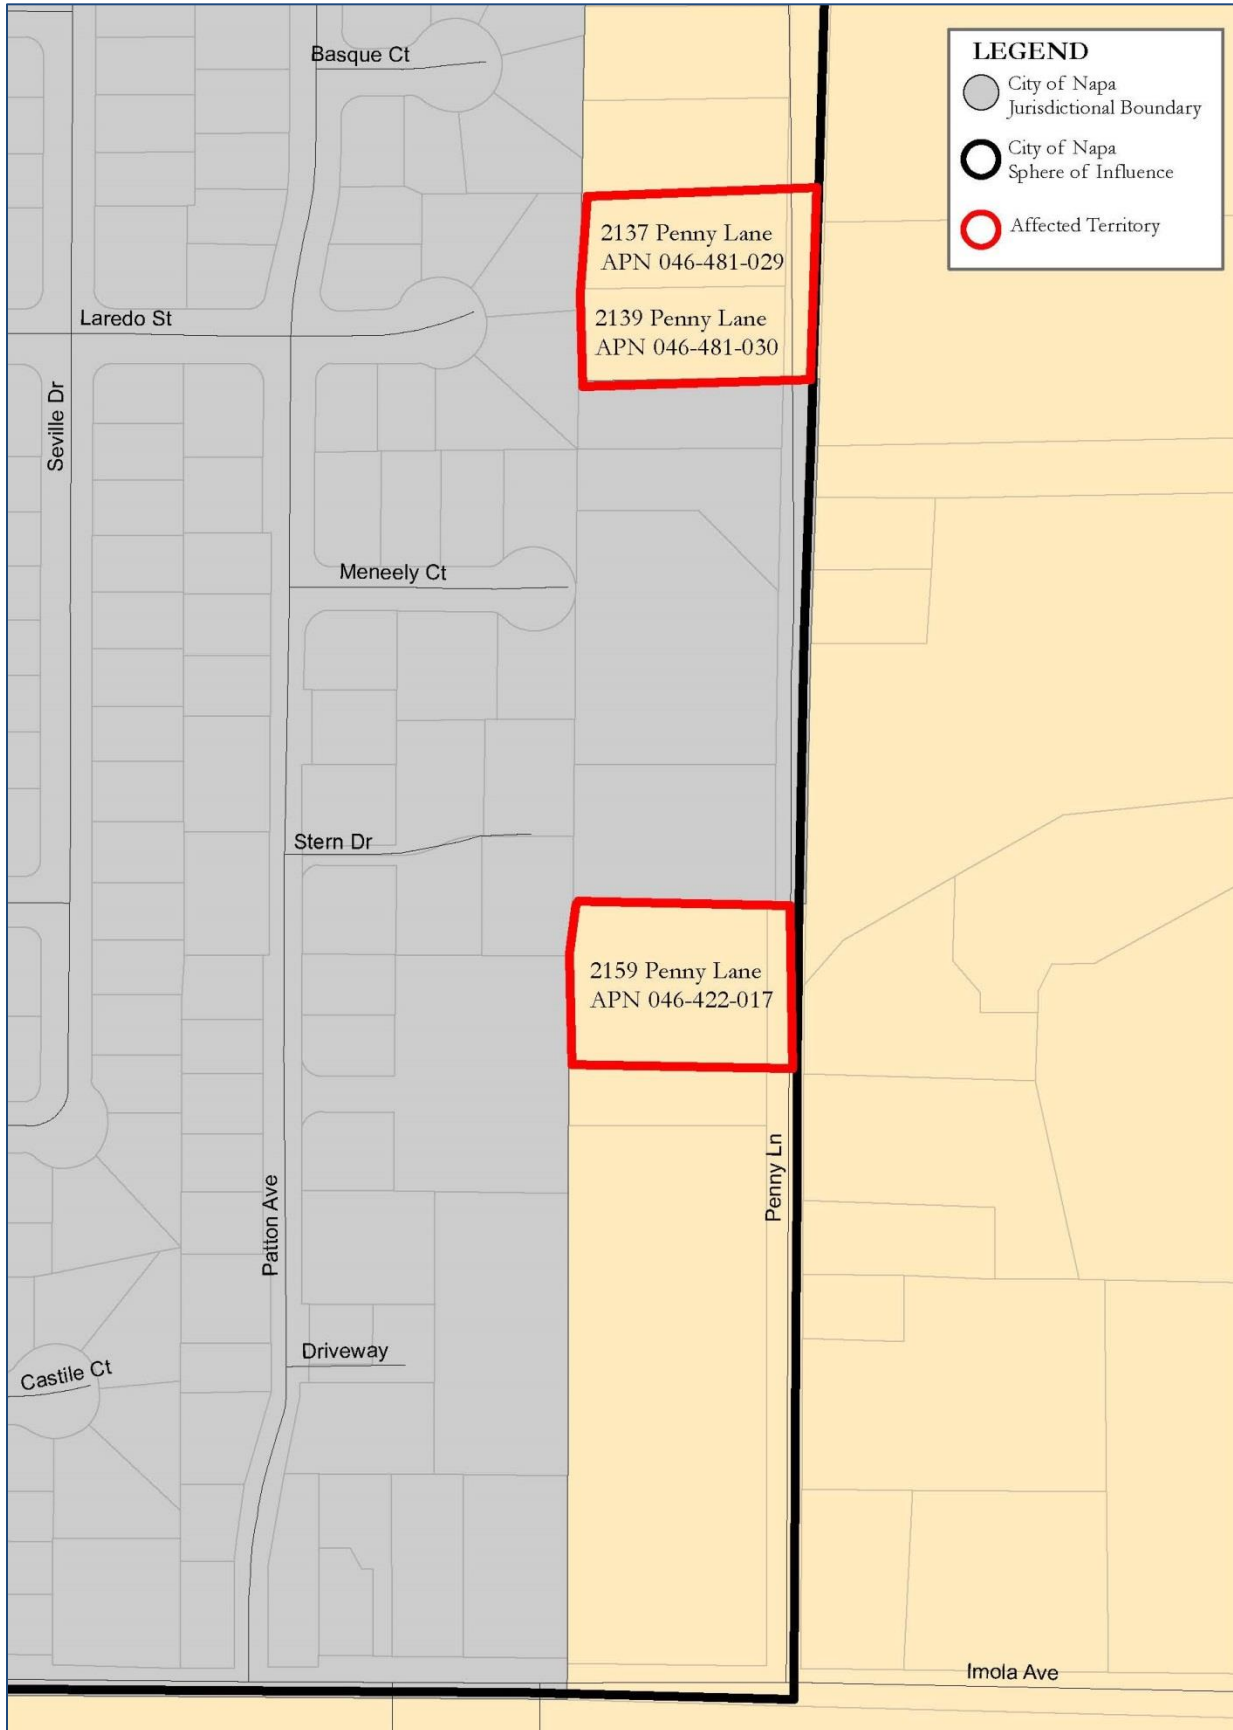 LEGEND
City of Napa
Jurisdictional Boundary
City of Napa
Sphere of Influence
Affected Territory
Basque Ct
2137 Penny Lane
APN 046-481-029
2139 Penny Lane
APN 046-481-030
Laredo St
Seville Dr
Meneely Ct
Stern Dr
2159 Penny Lane
APN 046-422-017
Penny Ln
Patton Ave
Driveway
Castile Ct
Imola Ave